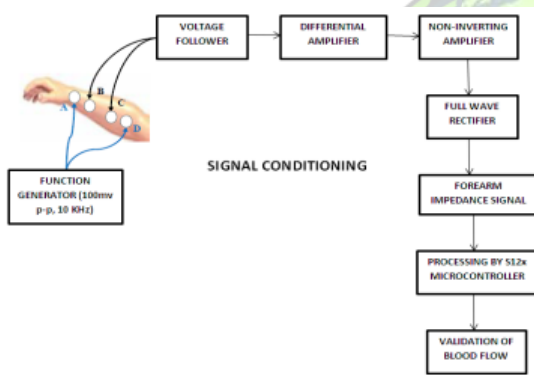 VOLTAGE
FOLLOWER
DIFFERENTIAL
AMPLIFIER
NON-INVERTING
AMPLIFIER
B
A
C
D
FULL WAVE
RECTIFIER
SIGNAL CONDITIONING
FUNCTION
GENERATOR (100mv
p-p, 10 KHz)
FOREARM
IMPEDANCE SIGNAL
PROCESSING BY S12x
MICROCONTROLLER
VALIDATION OF
BLOOD FLOW